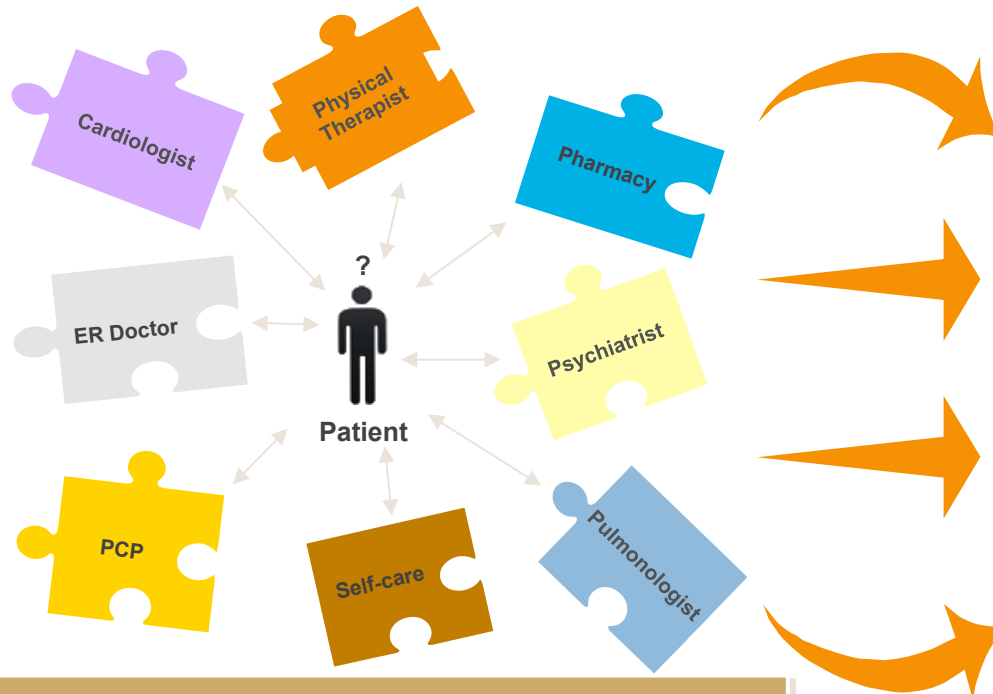 Cardiologist
Physical
Therapist
Pharmacy
?
ER Doctor
Psychiatrist
Patient
PCP
Self-care
Pulmonologist